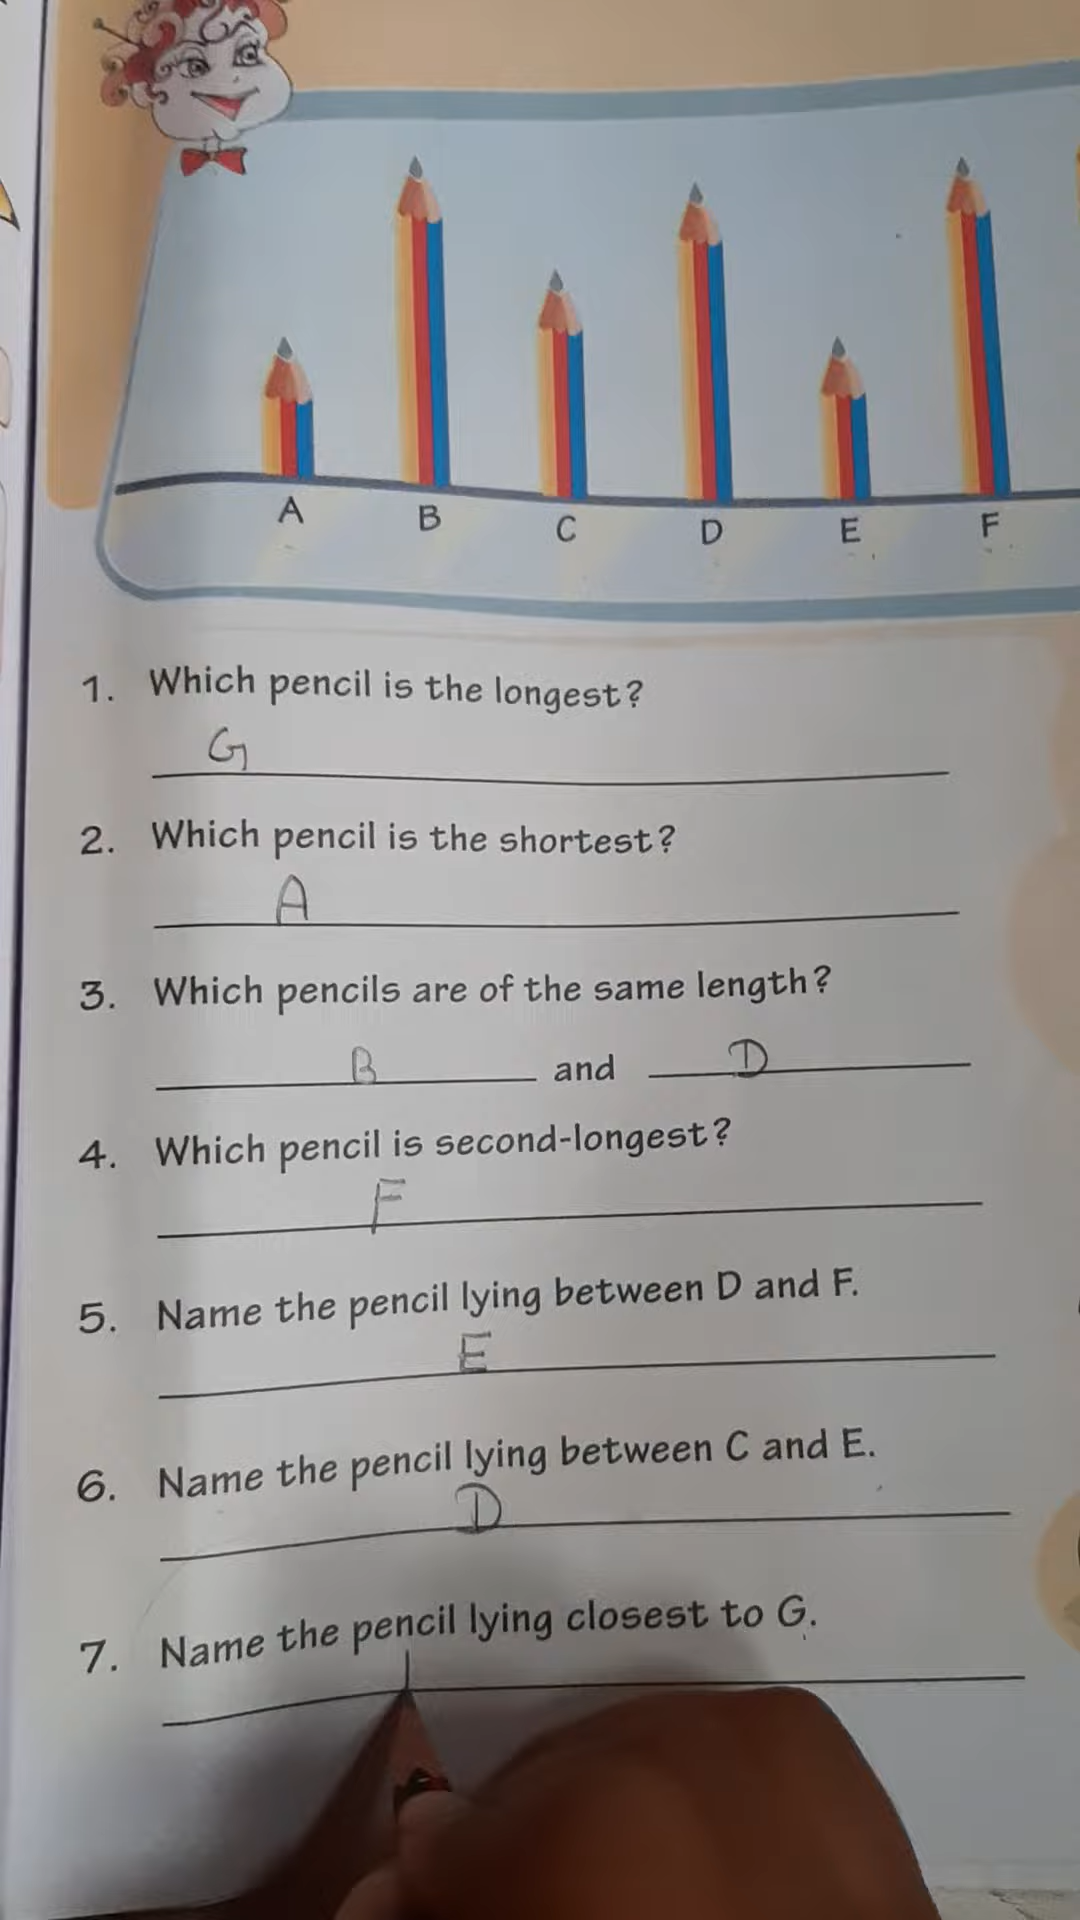 A B C D E F
1. Which pencil is the longest?
G
2. Which pencil is the shortest?
A
3. Which pencils are of the same length?
B and D
4. Which pencil is second-longest?
F
5. Name the pencil lying between D and F.
E
6. Name the pencil lying between C and E.
D
7. Name the pencil lying closest to G.